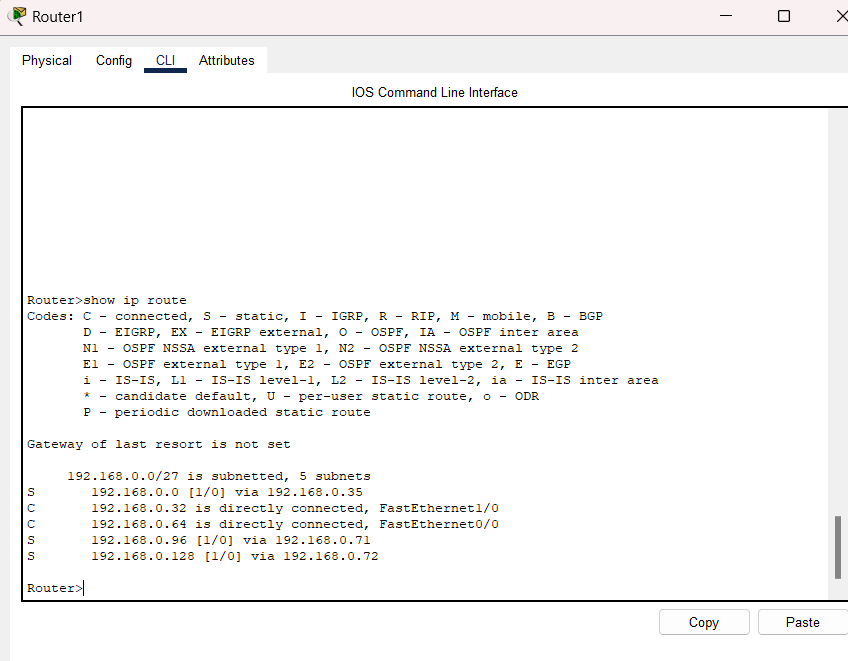 Router1
Physical Config CLI Attributes
IOS Command Line Interface
Router>show ip route
Codes: C - connected, S - static, I - IGRP, R - RIP, M - mobile, B - BGP
D - EIGRP, EX - EIGRP external, O - OSPF, IA - OSPF inter area
N1 - OSPF NSSA external type 1, N2 - OSPF NSSA external type 2
E1 - OSPF external type 1, E2 - OSPF external type 2, E - EGP
i - IS-IS, L1 - IS-IS level-1, L2 - IS-IS level-2, ia - IS-IS inter area
* - candidate default, U - per-user static route, o - ODR
P - periodic downloaded static route
Gateway of last resort is not set
192.168.0.0/27 is subnetted, 5 subnets
S 192.168.0.0 [1/0] via 192.168.0.35
C 192.168.0.32 is directly connected, FastEthernet1/0
C 192.168.0.64 is directly connected, FastEthernet0/0
S 192.168.0.96 [1/0] via 192.168.0.71
S 192.168.0.128 [1/0] via 192.168.0.72
Router>
Copy Paste